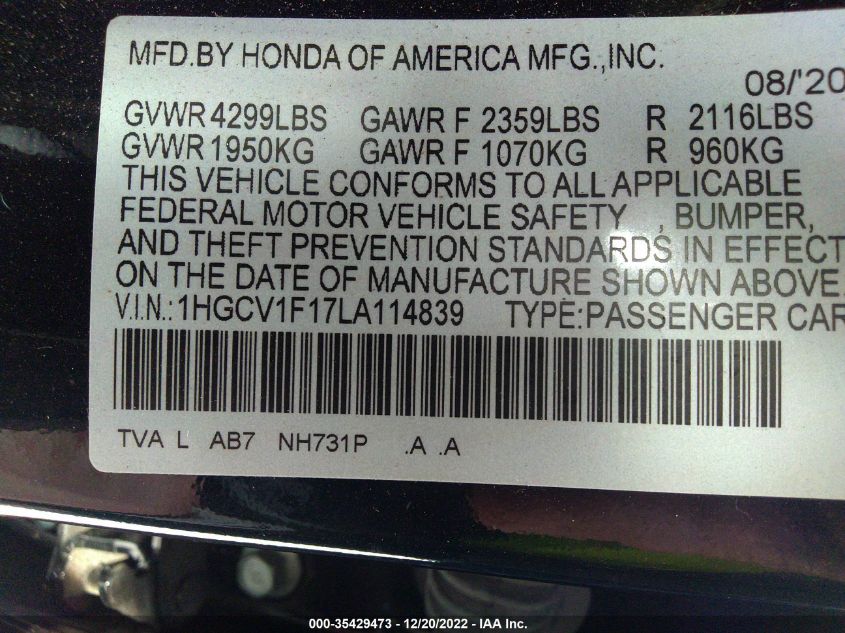 MFD.BY HONDA OF AMERICA MFG.,INC.
08/'20
GVWR 4299LBS GAWR F 2359LBS R 2116LBS
GVWR 1950KG GAWR F 1070KG R 960KG
THIS VEHICLE CONFORMS TO ALL APPLICABLE
FEDERAL MOTOR VEHICLE SAFETY , BUMPER,
AND THEFT PREVENTION STANDARDS IN EFFECT
ON THE DATE OF MANUFACTURE SHOWN ABOVE.
V.I.N.:1HGCV1F17LA114839 TYPE:PASSENGER CAR
TVA L AB7 NH731P .A .A
000-35429473 - 12/20/2022 - IAA Inc.